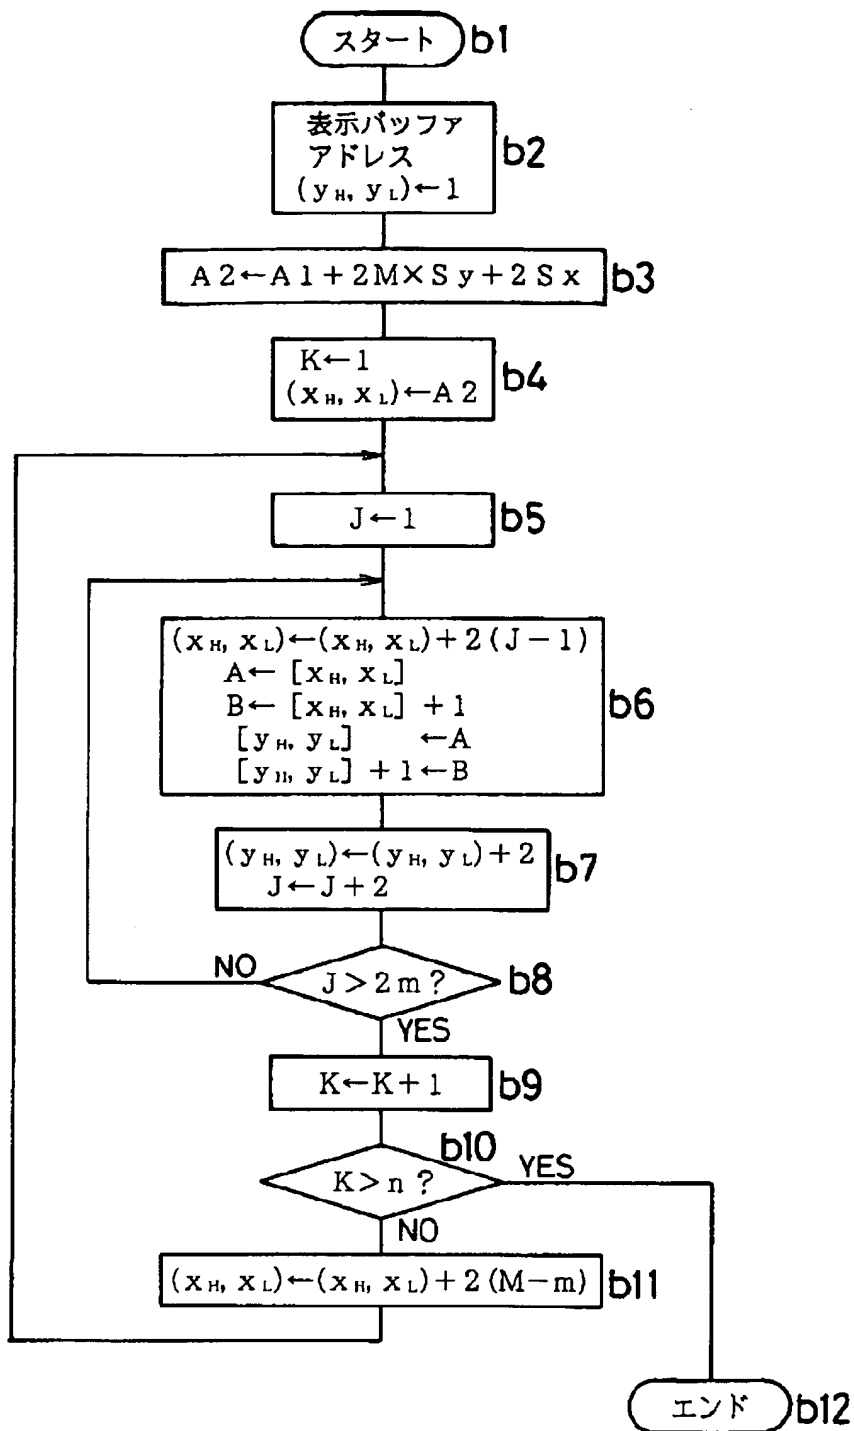 スタート b1
表示バッファ
アドレス
(yH, yL)←1
b2
A2←A1+2M×Sy+2Sx b3
K←1
(xH, xL)←A2
b4
J←1 b5
(xH, xL)←(xH, xL)+2(J-1)
A←[xH, xL]
B←[xH, xL]+1
[yH, yL] ←A
[yH, yL]+1←B
b6
(yH, yL)←(yH, yL)+2
J←J+2
b7
NO J>2m? b8
YES
K←K+1 b9
b10
K>n? YES
NO
(xH, xL)←(xH, xL)+2(M-m) b11
エンド b12